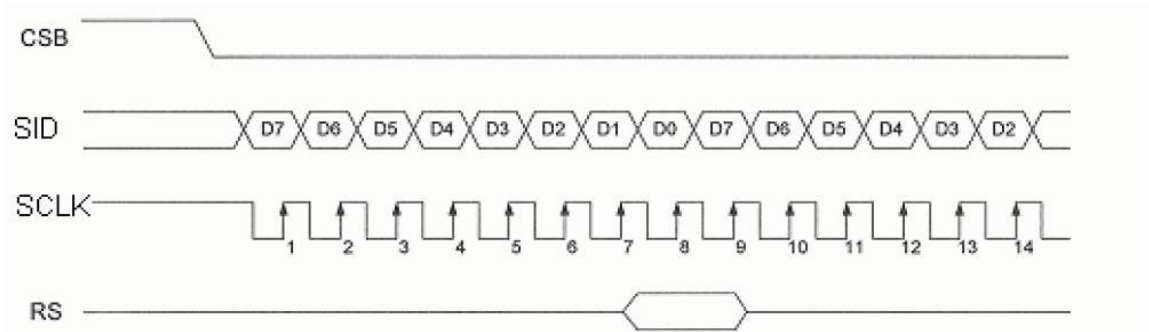 CSB
SID D7 D6 D5 D4 D3 D2 D1 D0 D7 D6 D5 D4 D3 D2
SCLK
1 2 3 4 5 6 7 8 9 10 11 12 13 14
RS